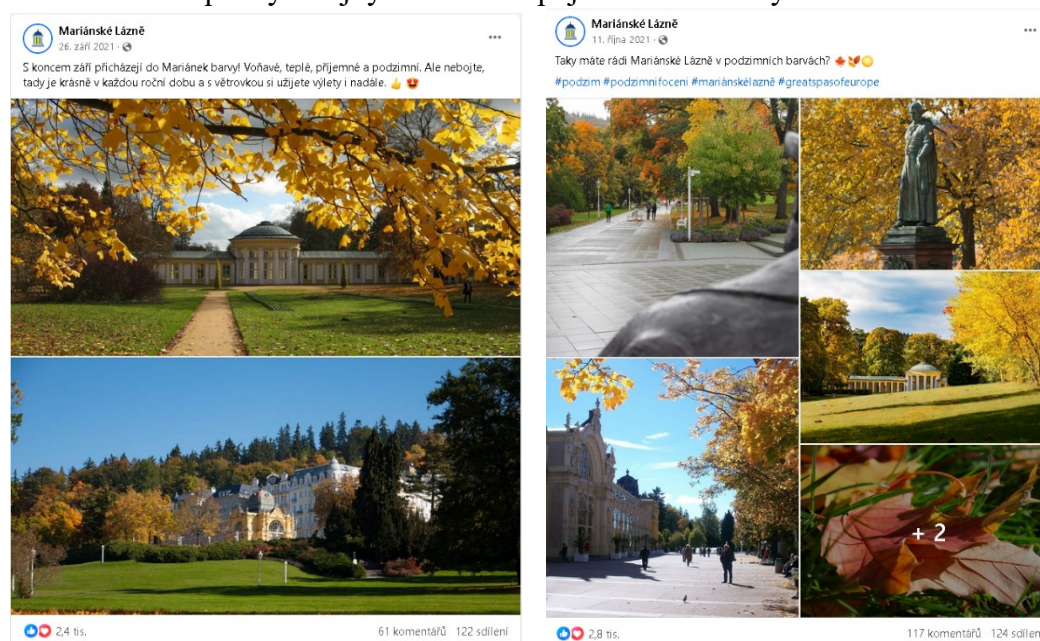 Mariánské Lázně
26. září 2021
S koncem září přicházejí do Mariánek barvy! Voňavé, teplé, příjemné a podzimní. Ale nebojte,
tady je krásně v každou roční dobu a s větrovkou si užijete výlety i nadále.
2,4 tis.
61 komentářů 122 sdílení
Mariánské Lázně
11. října 2021
Taky máte rádi Mariánské Lázně v podzimních barvách?
#podzim #podzimnifoceni #mariánskélazně #greatspasofeurope
+ 2
2,8 tis.
117 komentářů 124 sdílení